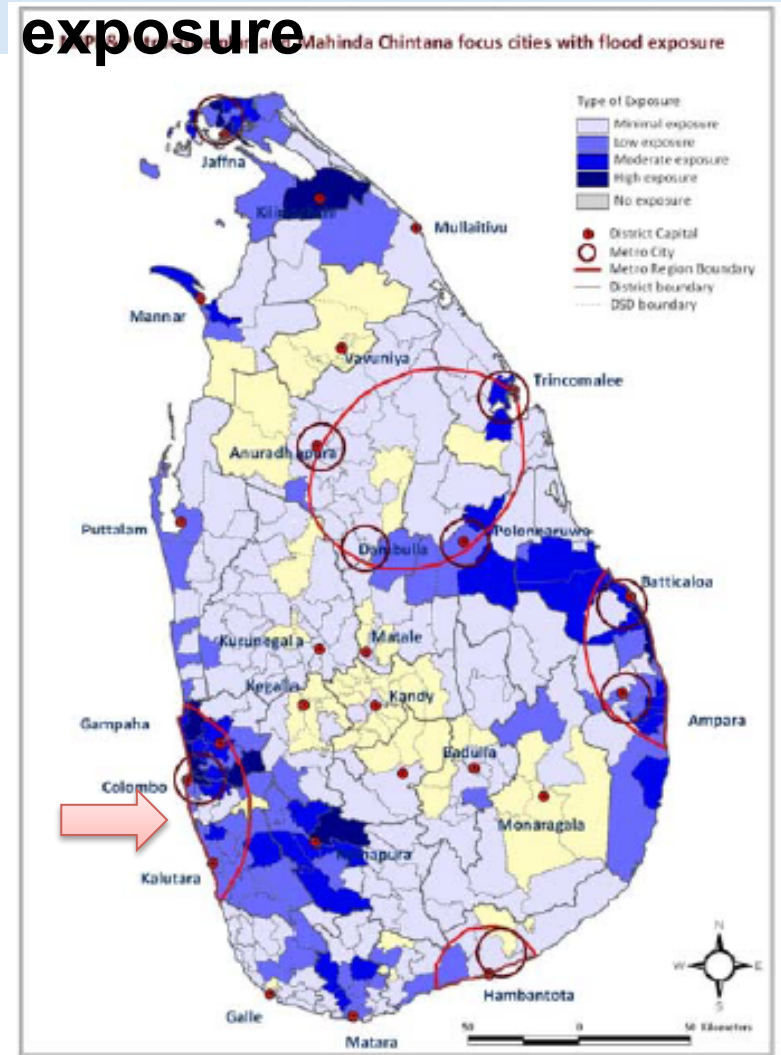 exposure
Mahinda Chintana focus cities with flood exposure
Type of Exposure
Minimal exposure
Low exposure
Moderate exposure
High exposure
No exposure
District Capital
Metro City
Metro Region Boundary
District boundary
DSD boundary
Jaffna
Mullaitivu
Mannar
Vavuniya
Trincomalee
Anuradhapura
Puttalam
Dambulla
Polonnaruwa
Batticaloa
Kurunegala
Matale
Kegalle
Kandy
Gampaha
Ampara
Badulla
Colombo
Monaragala
Kalutara
Hambantota
Galle
Matara
N
W
E
S
50
0
50 Kilometers